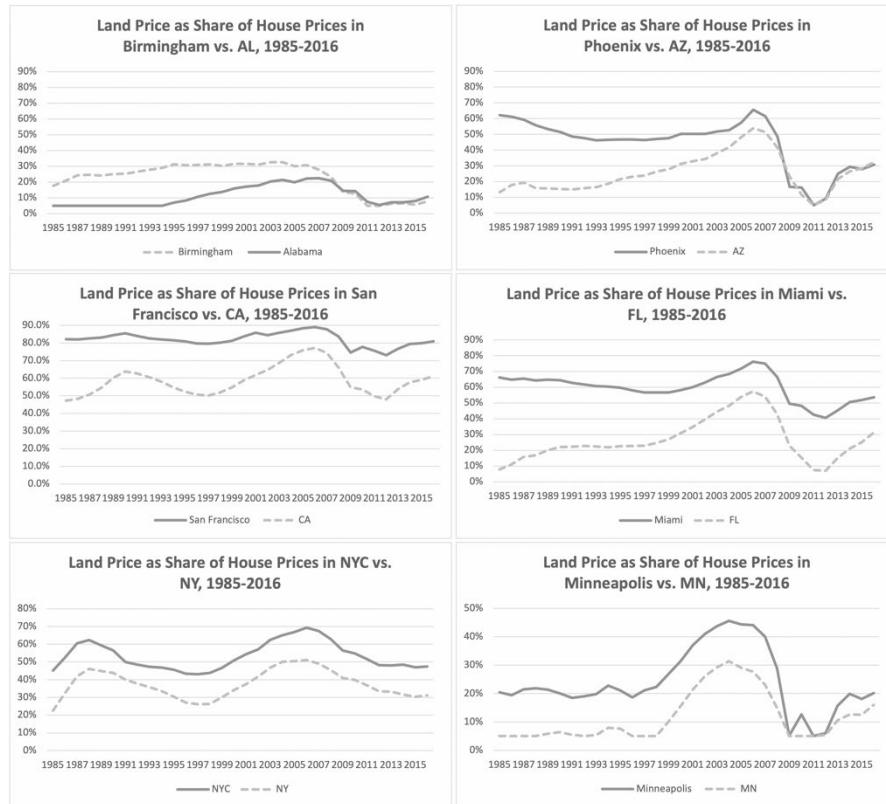 Land Price as Share of House Prices in
Birmingham vs. AL, 1985-2016
90%
80%
70%
60%
50%
40%
30%
20%
10%
0%
1985 1987 1989 1991 1993 1995 1997 1999 2001 2003 2005 2007 2009 2011 2013 2015
Birmingham Alabama
Land Price as Share of House Prices in
Phoenix vs. AZ, 1985-2016
90%
80%
70%
60%
50%
40%
30%
20%
10%
0%
1985 1987 1989 1991 1993 1995 1997 1999 2001 2003 2005 2007 2009 2011 2013 2015
Phoenix AZ
Land Price as Share of House Prices in San
Francisco vs. CA, 1985-2016
90.0%
80.0%
70.0%
60.0%
50.0%
40.0%
30.0%
20.0%
10.0%
0.0%
1985 1987 1989 1991 1993 1995 1997 1999 2001 2003 2005 2007 2009 2011 2013 2015
San Francisco CA
Land Price as Share of House Prices in Miami vs.
FL, 1985-2016
90%
80%
70%
60%
50%
40%
30%
20%
10%
0%
1985 1987 1989 1991 1993 1995 1997 1999 2001 2003 2005 2007 2009 2011 2013 2015
Miami FL
Land Price as Share of House Prices in NYC vs.
NY, 1985-2016
80%
70%
60%
50%
40%
30%
20%
10%
0%
1985 1987 1989 1991 1993 1995 1997 1999 2001 2003 2005 2007 2009 2011 2013 2015
NYC NY
Land Price as Share of House Prices in
Minneapolis vs. MN, 1985-2016
50%
40%
30%
20%
10%
0%
1985 1987 1989 1991 1993 1995 1997 1999 2001 2003 2005 2007 2009 2011 2013 2015
Minneapolis MN